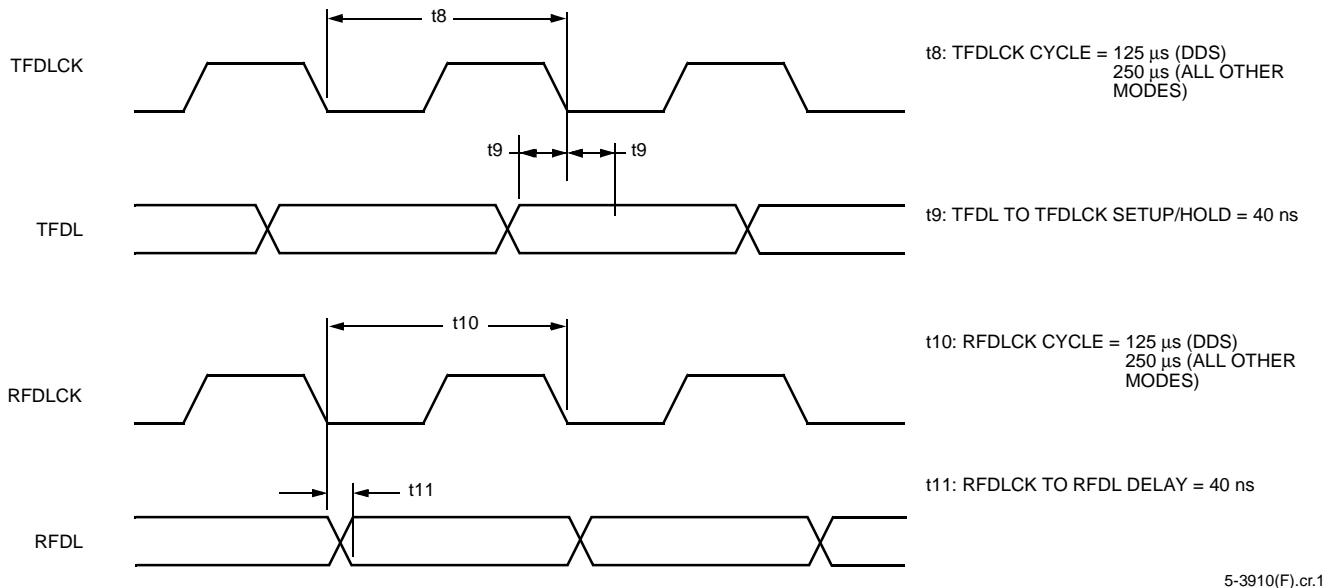 t8
TFDLCK
t8: TFDLCK CYCLE = 125 μs (DDS)
250 μs (ALL OTHER
MODES)
t9
t9
TFDL
t9: TFDL TO TFDLCK SETUP/HOLD = 40 ns
t10
RFDLCK
t10: RFDLCK CYCLE = 125 μs (DDS)
250 μs (ALL OTHER
MODES)
t11
t11: RFDLCK TO RFDL DELAY = 40 ns
RFDL
5-3910(F).cr.1